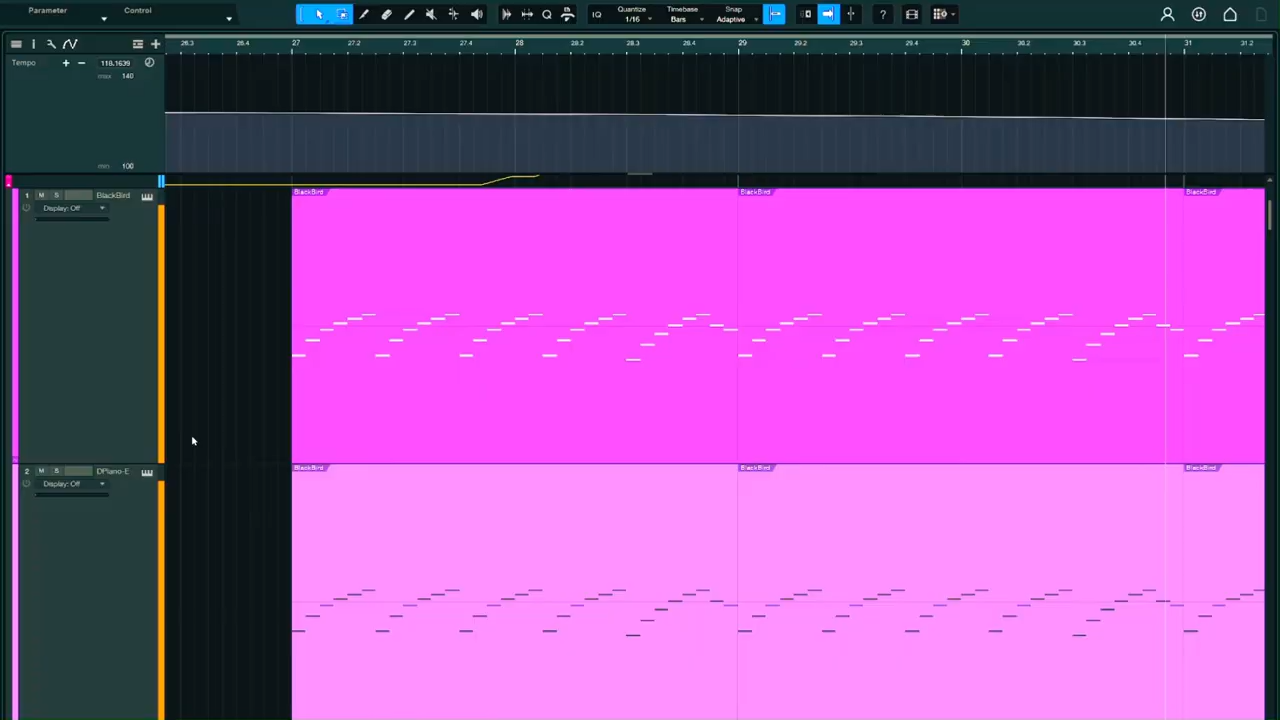 Parameter Control
IQ Quantize 1/16 Timebase Bars Snap Adaptive ?
26.3 26.4 27 27.2 27.3 27.4 28 28.2 28.3 28.4 29 29.2 29.3 29.4 30 30.2 30.3 30.4 31 31.2
Tempo + − 118.1639
max 140
min 100
1 M S BlackBird
Display: Off
BlackBird BlackBird BlackBird
2 M S DPiano-E
Display: Off
BlackBird BlackBird BlackBird